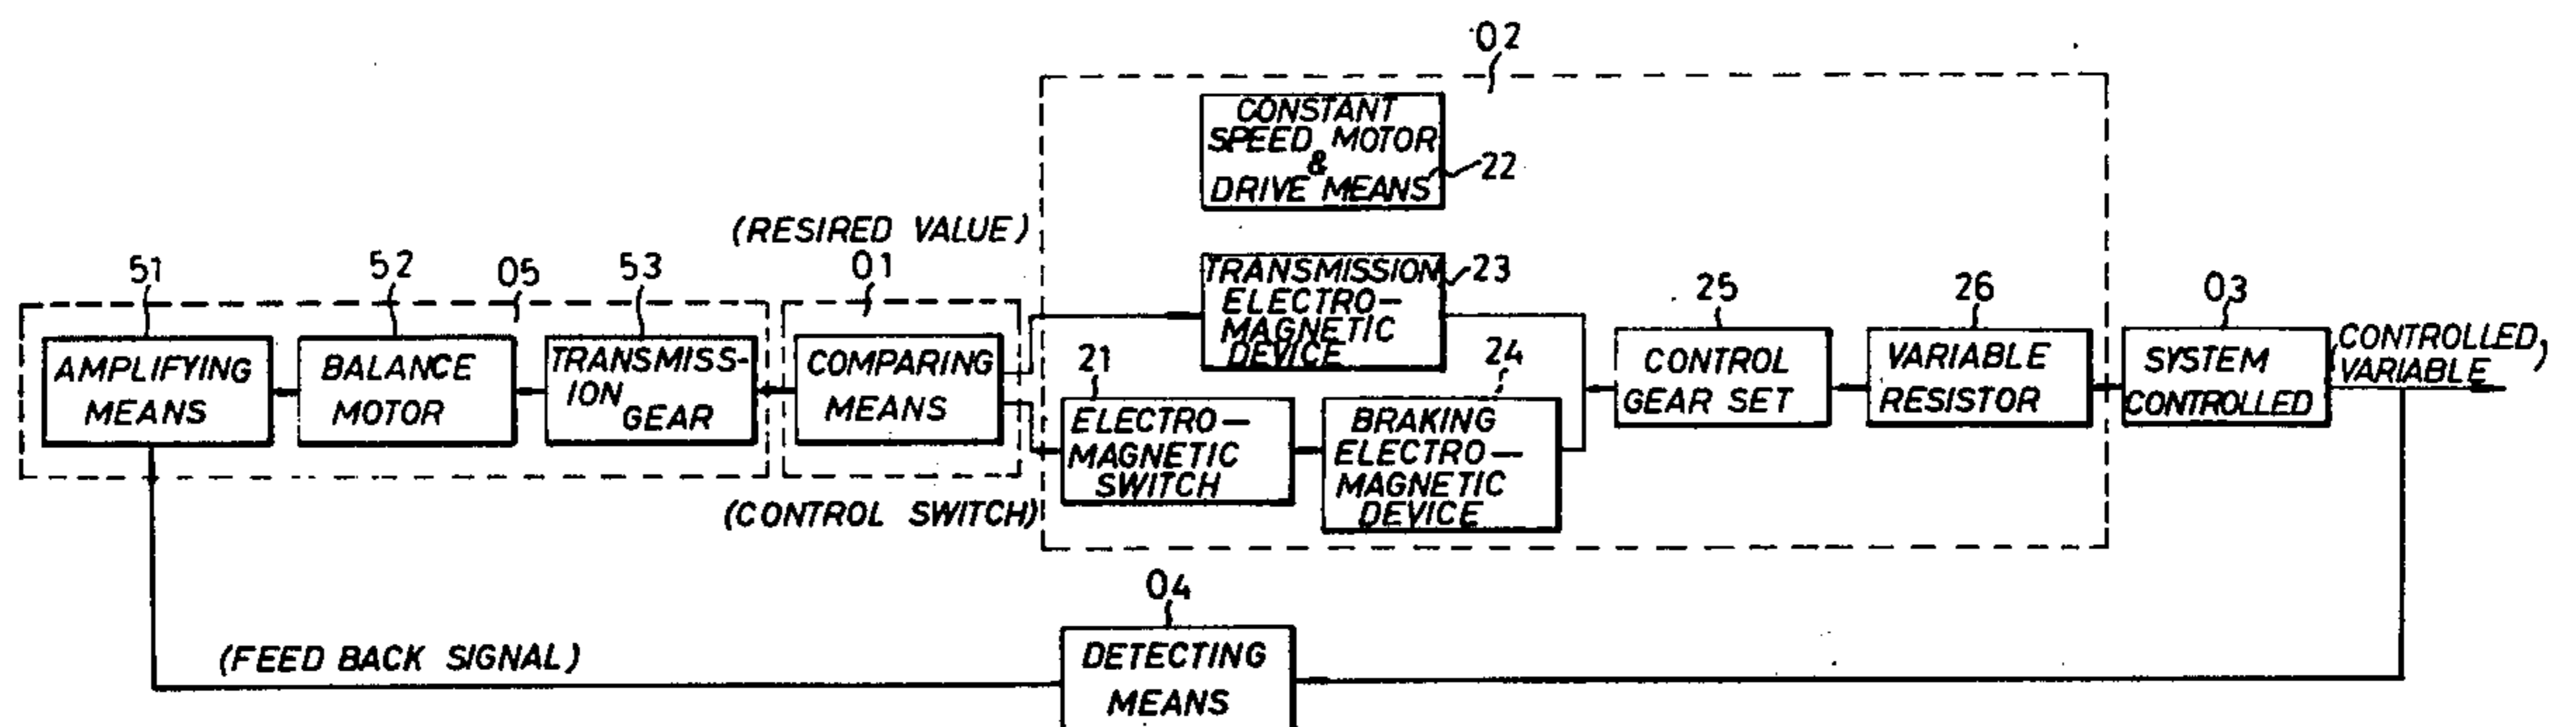 02
CONSTANT
SPEED MOTOR
&
DRIVE MEANS
22
(RESIRED VALUE)
51
52
05
53
01
TRANSMISSION
ELECTRO-
MAGNETIC
DEVICE
23
25
26
03
AMPLIFYING
MEANS
BALANCE
MOTOR
TRANSMISS-
ION
GEAR
COMPARING
MEANS
21
ELECTRO-
MAGNETIC
SWITCH
24
BRAKING
ELECTRO-
MAGNETIC
DEVICE
CONTROL
GEAR SET
VARIABLE
RESISTOR
SYSTEM
CONTROLLED
(CONTROLLED,
VARIABLE
(CONTROL SWITCH)
04
(FEED BACK SIGNAL)
DETECTING
MEANS